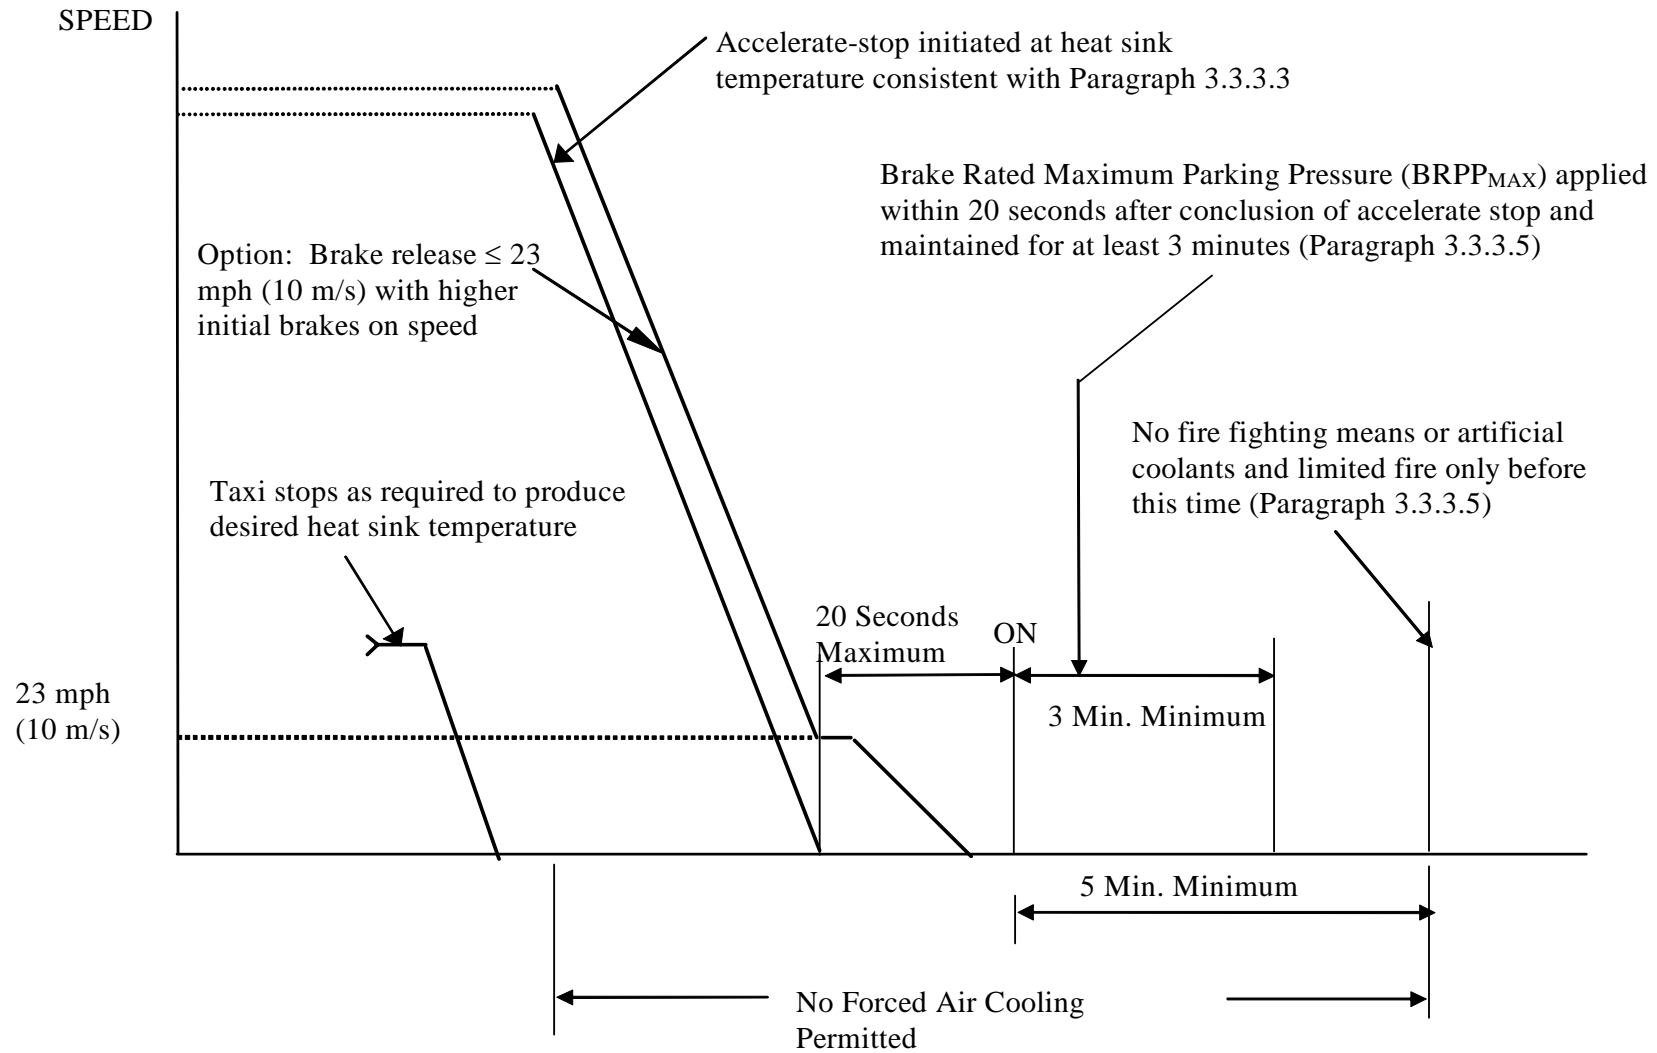 SPEED
Accelerate-stop initiated at heat sink
temperature consistent with Paragraph 3.3.3.3
Brake Rated Maximum Parking Pressure (BRPPMAX) applied
within 20 seconds after conclusion of accelerate stop and
maintained for at least 3 minutes (Paragraph 3.3.3.5)
Option: Brake release ≤ 23
mph (10 m/s) with higher
initial brakes on speed
No fire fighting means or artificial
coolants and limited fire only before
this time (Paragraph 3.3.3.5)
Taxi stops as required to produce
desired heat sink temperature
20 Seconds
Maximum
ON
23 mph
(10 m/s)
3 Min. Minimum
5 Min. Minimum
No Forced Air Cooling
Permitted